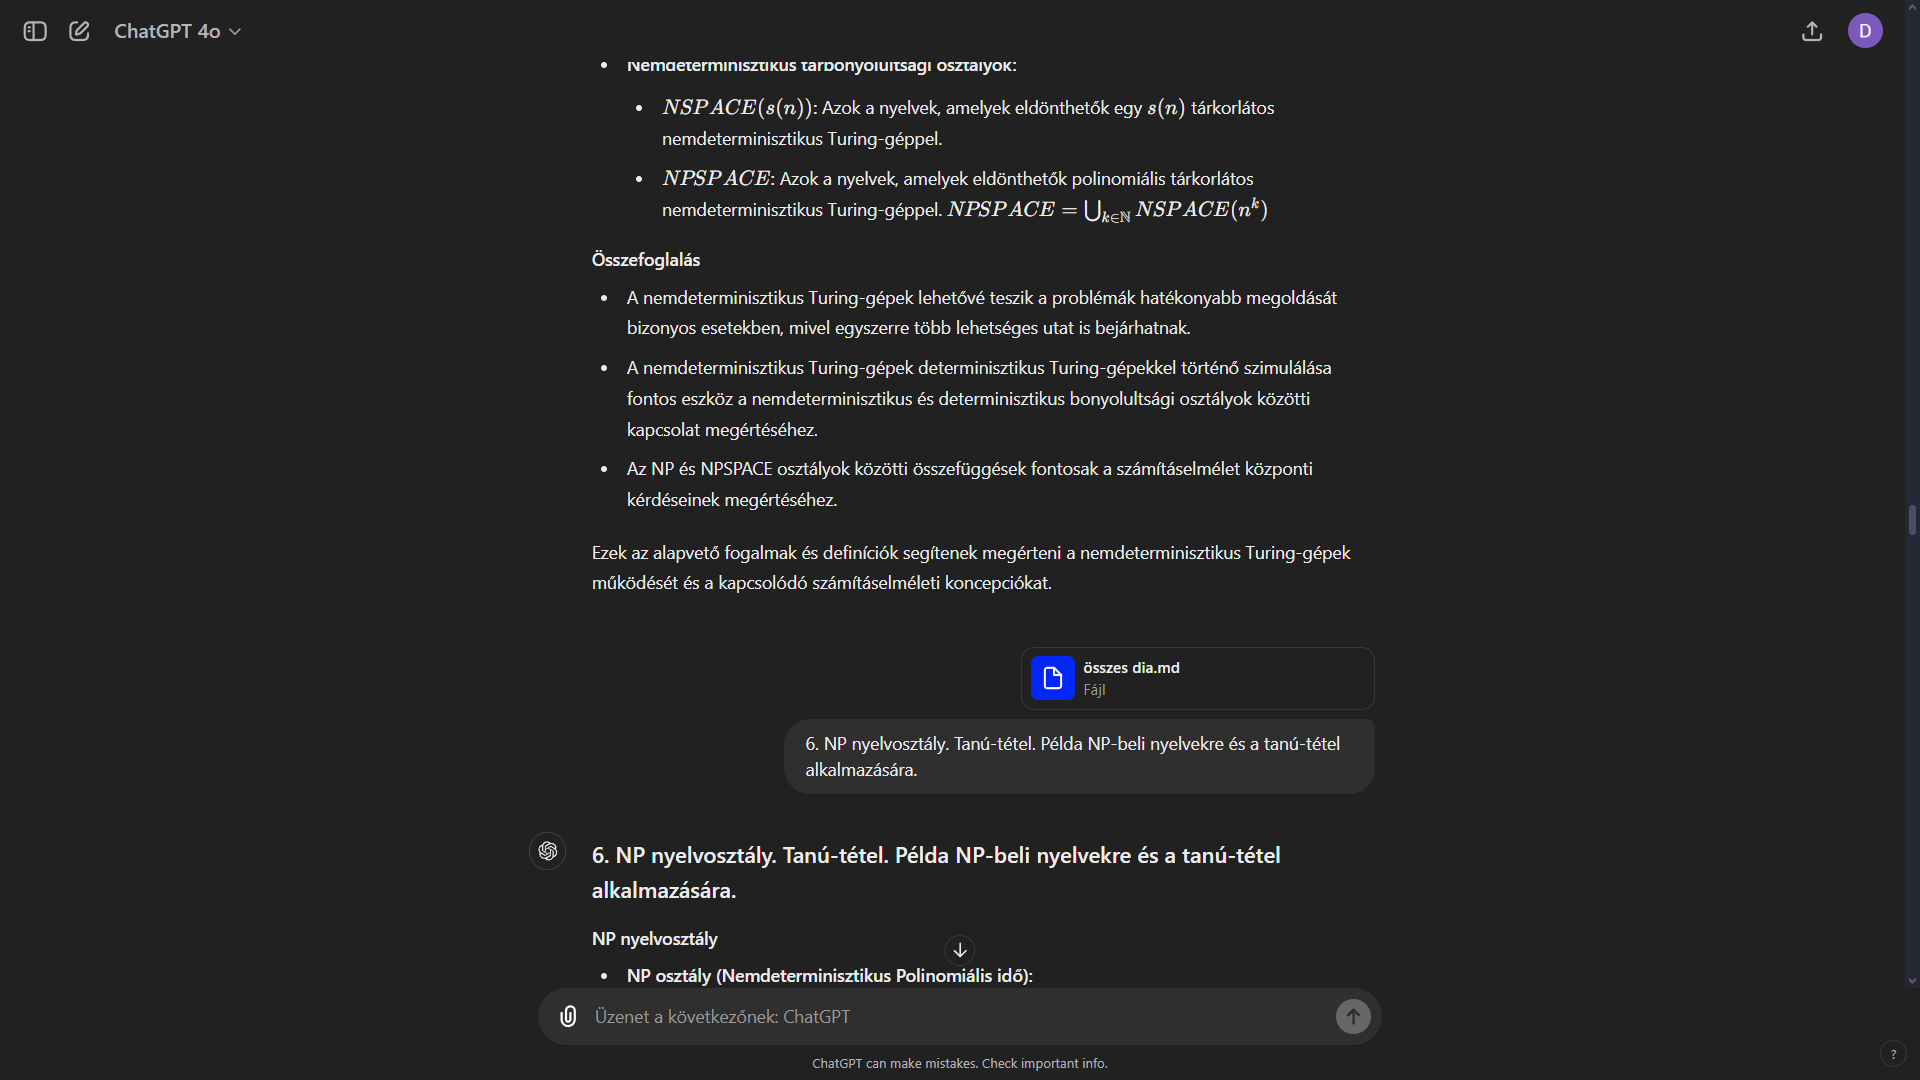 ChatGPT 4o
D
Nemdeterminisztikus tárbonyolultsági osztályok:
NSPACE(s(n)): Azok a nyelvek, amelyek eldönthetők egy s(n) tárkorlátos
nemdeterminisztikus Turing-géppel.
NPSPACE: Azok a nyelvek, amelyek eldönthetők polinomiális tárkorlátos
nemdeterminisztikus Turing-géppel. NPSPACE = ⋃k∈ℕ NSPACE(n^k)
Összefoglalás
A nemdeterminisztikus Turing-gépek lehetővé teszik a problémák hatékonyabb megoldását
bizonyos esetekben, mivel egyszerre több lehetséges utat is bejárhatnak.
A nemdeterminisztikus Turing-gépek determinisztikus Turing-gépekkel történő szimulálása
fontos eszköz a nemdeterminisztikus és determinisztikus bonyolultsági osztályok közötti
kapcsolat megértéséhez.
Az NP és NPSPACE osztályok közötti összefüggések fontosak a számításelmélet központi
kérdéseinek megértéséhez.
Ezek az alapvető fogalmak és definíciók segítenek megérteni a nemdeterminisztikus Turing-gépek
működését és a kapcsolódó számításelméleti koncepciókat.
összes dia.md
Fájl
6. NP nyelvosztály. Tanú-tétel. Példa NP-beli nyelvekre és a tanú-tétel
alkalmazására.
6. NP nyelvosztály. Tanú-tétel. Példa NP-beli nyelvekre és a tanú-tétel
alkalmazására.
NP nyelvosztály
NP osztály (Nemdeterminisztikus Polinomiális idő):
Üzenet a következőnek: ChatGPT
ChatGPT can make mistakes. Check important info.
?